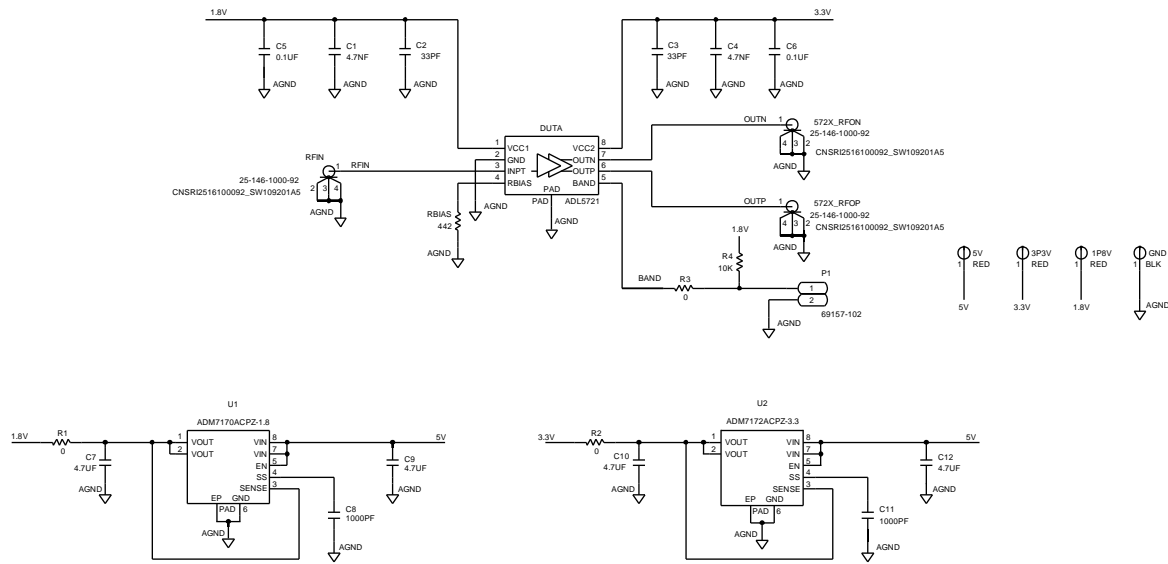 1.8V
3.3V
C5
0.1UF
AGND
C1
4.7NF
AGND
C2
33PF
AGND
C3
33PF
AGND
C4
4.7NF
AGND
C6
0.1UF
AGND
DUTA
1 VCC1
2 GND
3 INPT
4 RBIAS
VCC2 8
OUTN 7
OUTP 6
BAND 5
PAD
PAD
ADL5721
AGND
AGND
RFIN
1
RFIN
25-146-1000-92
CNSRI2516100092_SW109201A5
2 3 4
AGND
RBIAS
442
AGND
OUTN
1
572X_RFON
25-146-1000-92
4 3 2
CNSRI2516100092_SW109201A5
AGND
OUTP
1
572X_RFOP
25-146-1000-92
4 3 2
CNSRI2516100092_SW109201A5
AGND
1.8V
R4
10K
BAND
R3
0
P1
1
2
69157-102
AGND
5V
1 RED
5V
3P3V
1 RED
3.3V
1P8V
1 RED
1.8V
GND
1 BLK
AGND
U1
ADM7170ACPZ-1.8
1.8V
R1
0
C7
4.7UF
AGND
1 VOUT
2 VOUT
VIN 8
VIN 7
EN 5
SS 4
SENSE 3
EP GND
PAD 6
AGND
5V
C9
4.7UF
AGND
C8
1000PF
AGND
U2
ADM7172ACPZ-3.3
3.3V
R2
0
C10
4.7UF
AGND
1 VOUT
2 VOUT
VIN 8
VIN 7
EN 5
SS 4
SENSE 3
EP GND
PAD 6
AGND
5V
C12
4.7UF
AGND
C11
1000PF
AGND